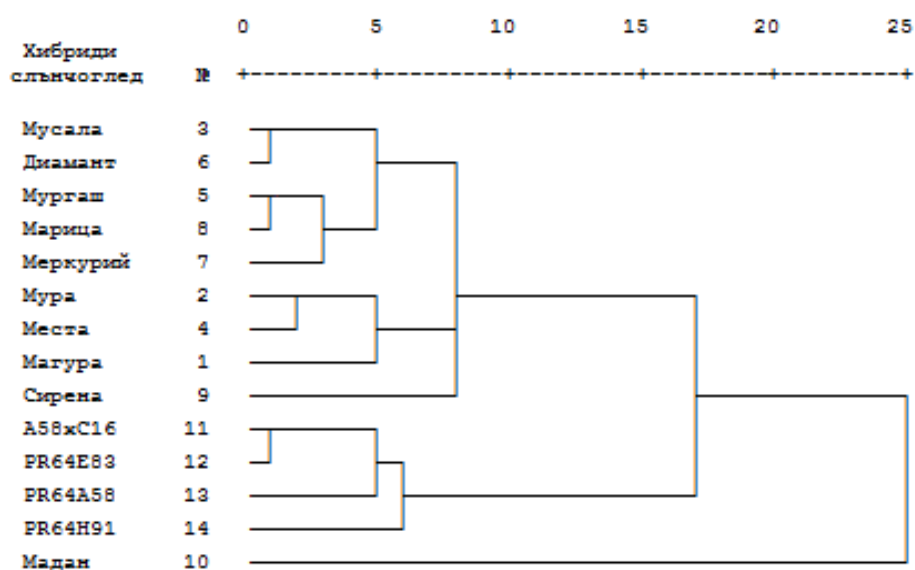 0 5 10 15 20 25
Хибриди
слънчоглед № +---------+---------+---------+---------+---------+
Мусала 3
Диамант 6
Мургаш 5
Марица 8
Меркурий 7
Мура 2
Места 4
Магура 1
Сирена 9
A58xC16 11
PR64E83 12
PR64A58 13
PR64H91 14
Мадан 10